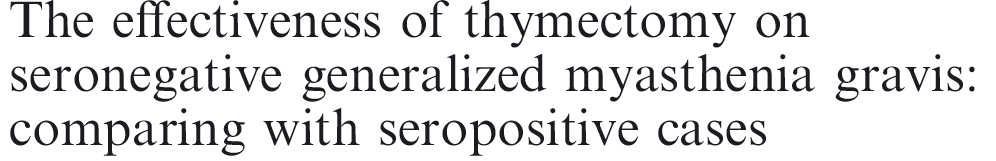 The effectiveness of thymectomy on
seronegative generalized myasthenia gravis:
comparing with seropositive cases